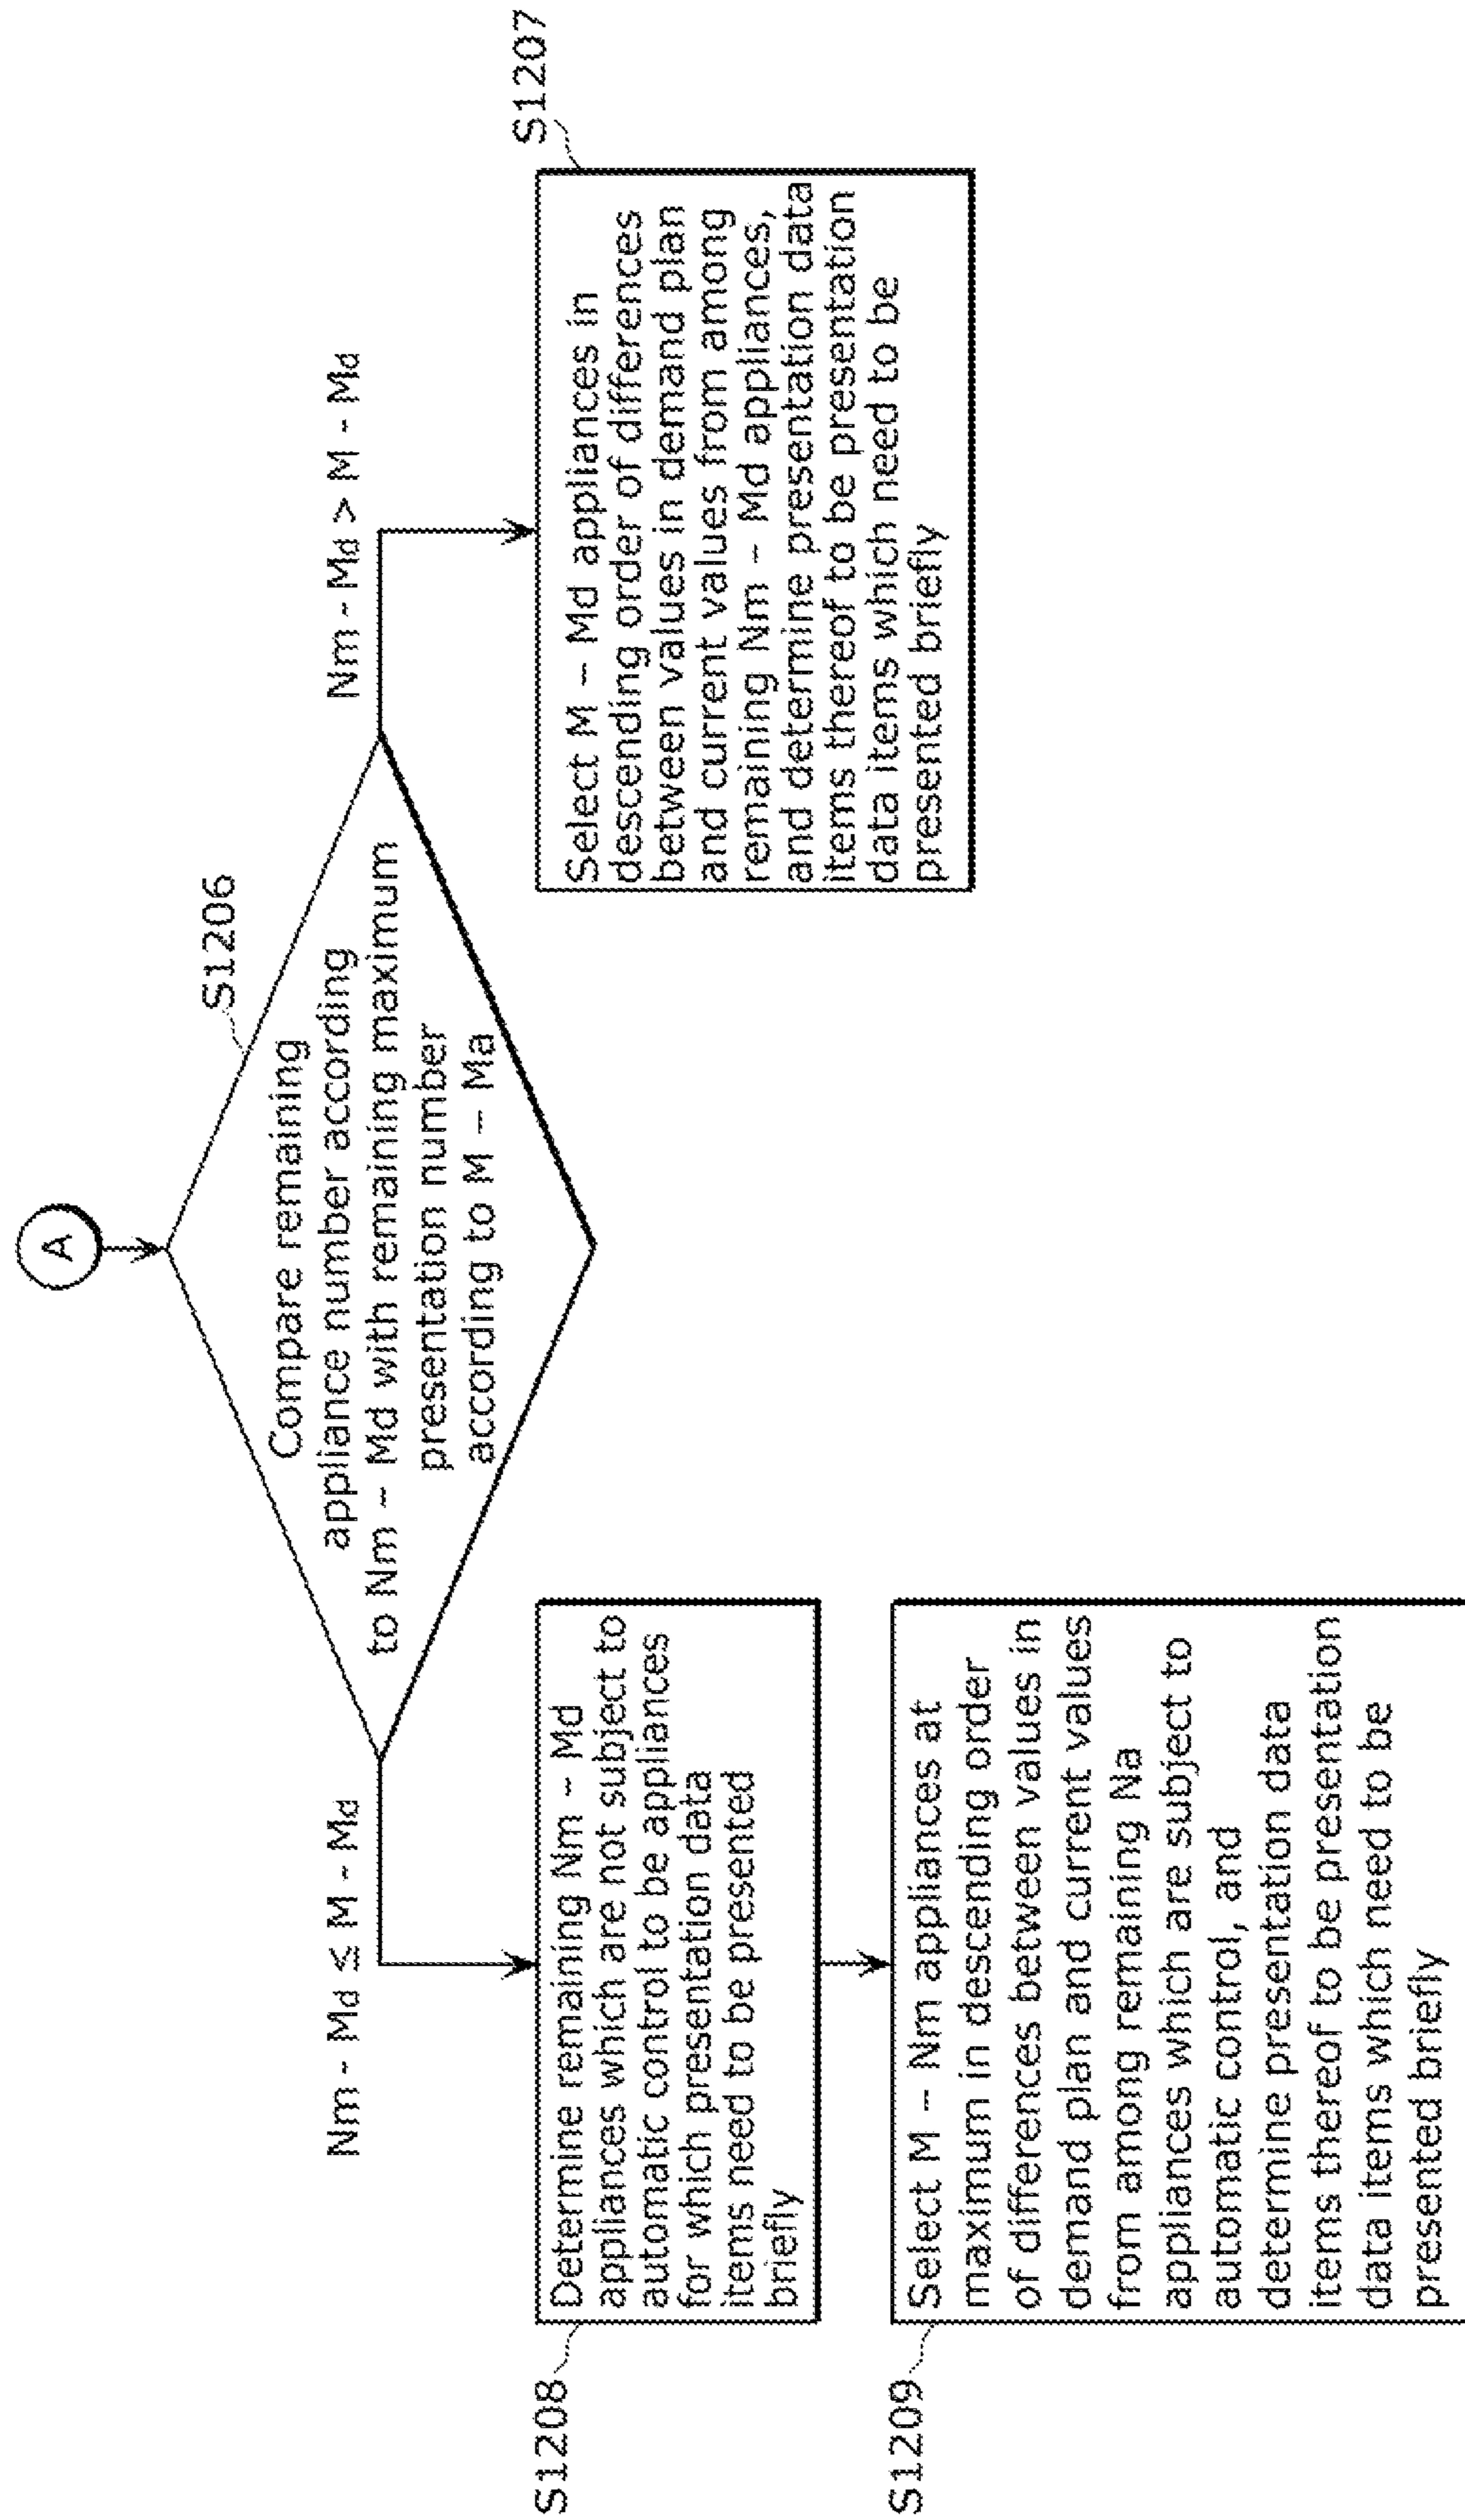 A
S1206
Compare remaining
appliance number according
to Nm – Md with remaining maximum
presentation number
according to M – Ma
Nm - Md ≤ M - Md
Nm - Md > M - Md
S1208
Determine remaining Nm – Md
appliances which are not subject to
automatic control to be appliances
for which presentation data
items need to be presented
briefly
S1207
Select M – Md appliances in
descending order of differences
between values in demand plan
and current values from among
remaining Nm – Md appliances,
and determine presentation data
items thereof to be presentation
data items which need to be
presented briefly
S1209
Select M – Nm appliances at
maximum in descending order
of differences between values in
demand plan and current values
from among remaining Na
appliances which are subject to
automatic control, and
determine presentation data
items thereof to be presentation
data items which need to be
presented briefly